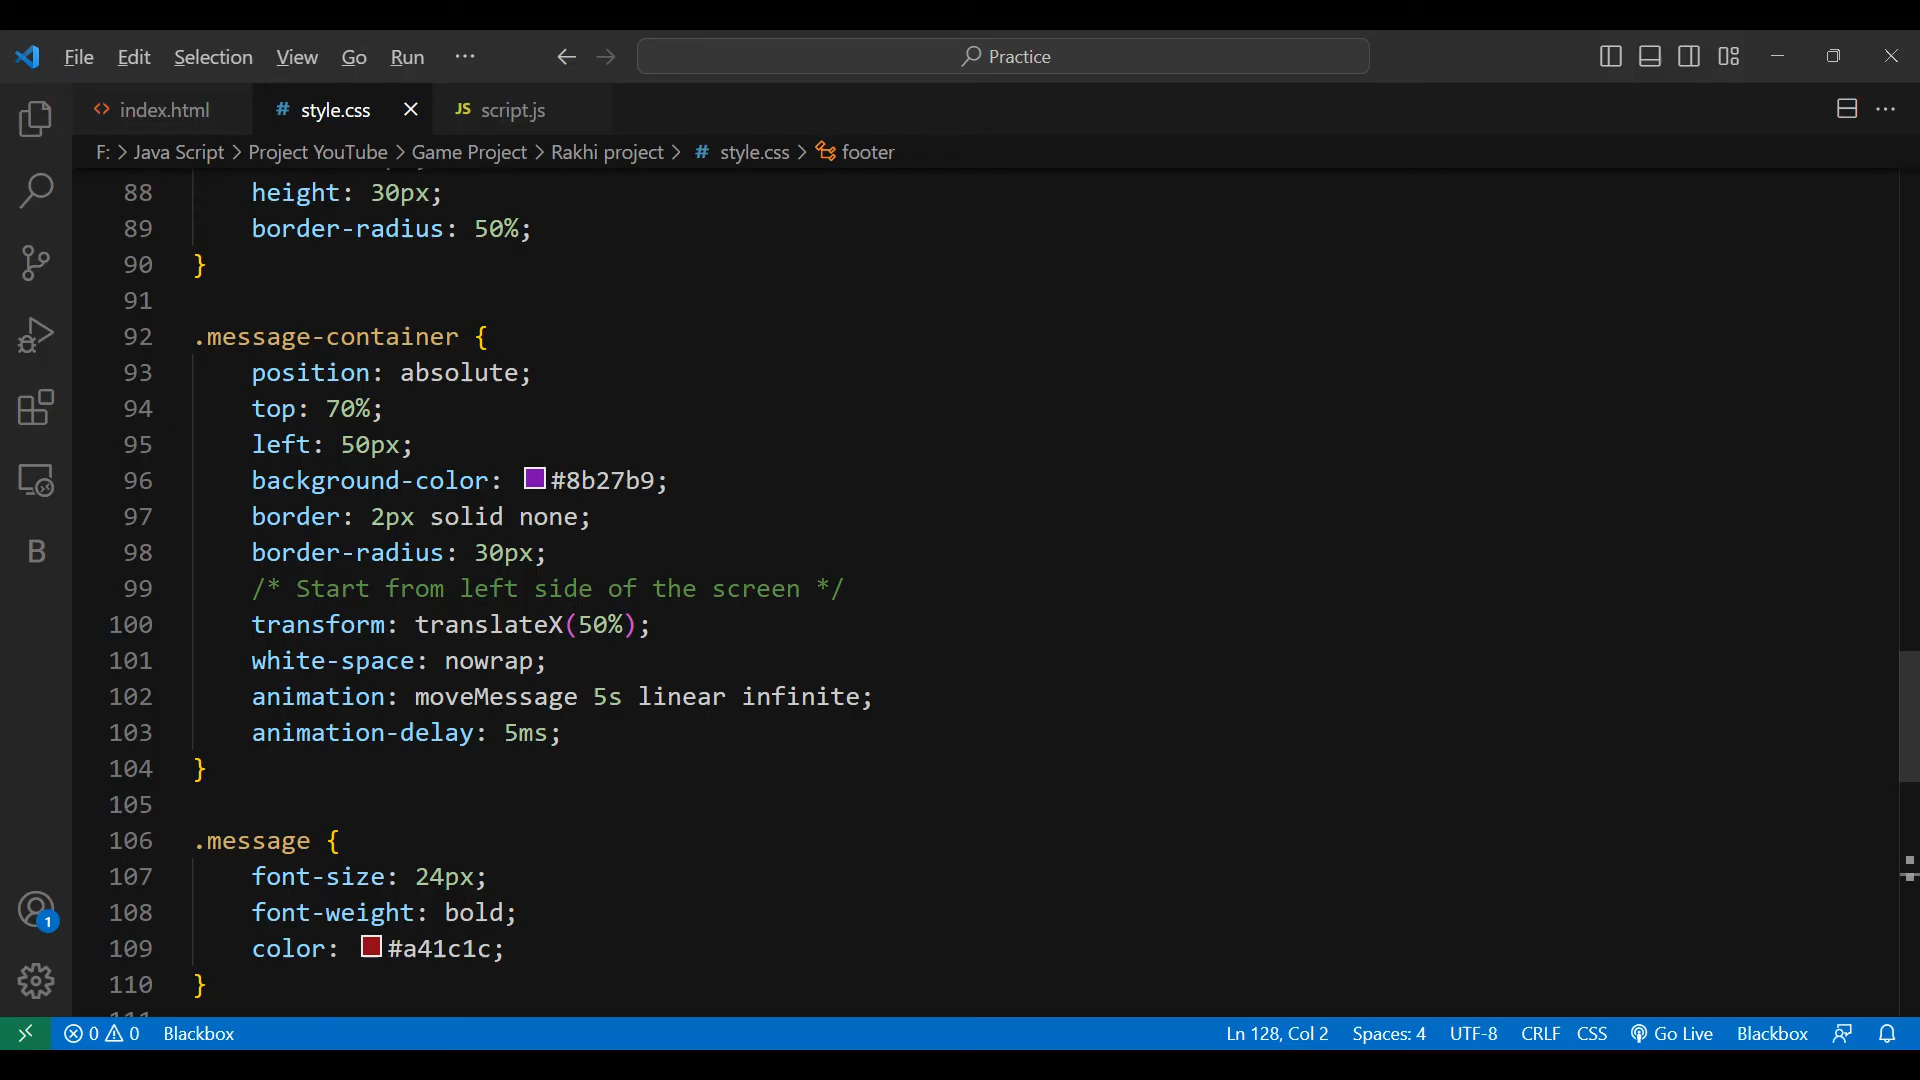 File Edit Selection View Go Run ··· Practice
index.html # style.css JS script.js
F: > Java Script > Project YouTube > Game Project > Rakhi project > # style.css > footer
88 height: 30px;
89 border-radius: 50%;
90 }
91
92 .message-container {
93 position: absolute;
94 top: 70%;
95 left: 50px;
96 background-color: #8b27b9;
97 border: 2px solid none;
98 border-radius: 30px;
99 /* Start from left side of the screen */
100 transform: translateX(50%);
101 white-space: nowrap;
102 animation: moveMessage 5s linear infinite;
103 animation-delay: 5ms;
104 }
105
106 .message {
107 font-size: 24px;
108 font-weight: bold;
109 color: #a41c1c;
110 }
B
1
0 0 Blackbox Ln 128, Col 2 Spaces: 4 UTF-8 CRLF CSS Go Live Blackbox